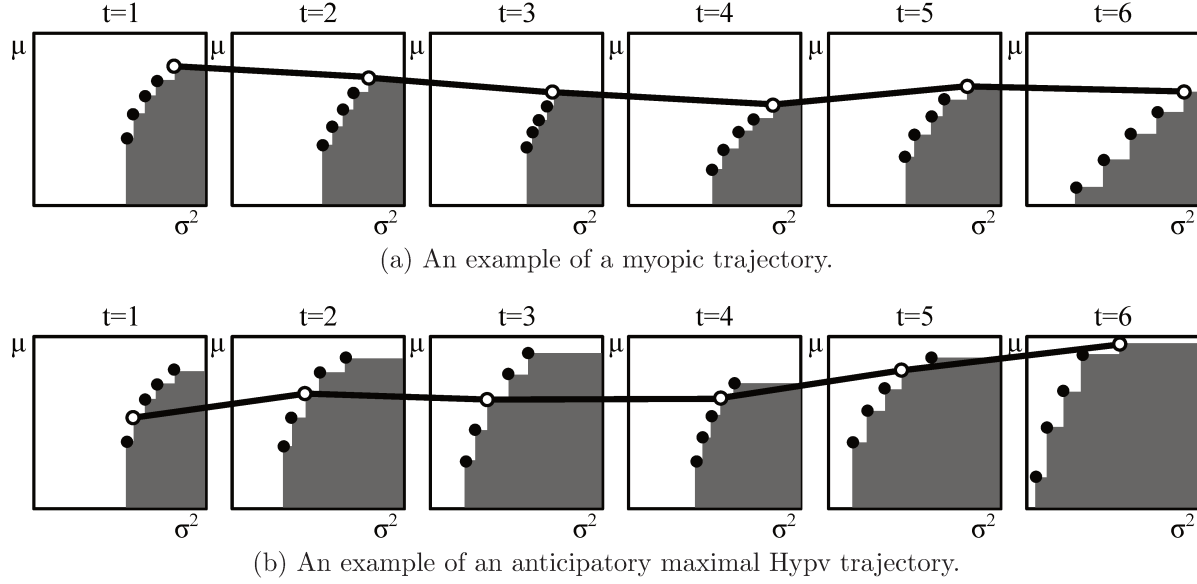 t=1 t=2 t=3 t=4 t=5 t=6
μ μ μ μ μ μ
σ² σ² σ² σ² σ² σ²
(a) An example of a myopic trajectory.
t=1 t=2 t=3 t=4 t=5 t=6
μ μ μ μ μ μ
σ² σ² σ² σ² σ² σ²
(b) An example of an anticipatory maximal Hypv trajectory.